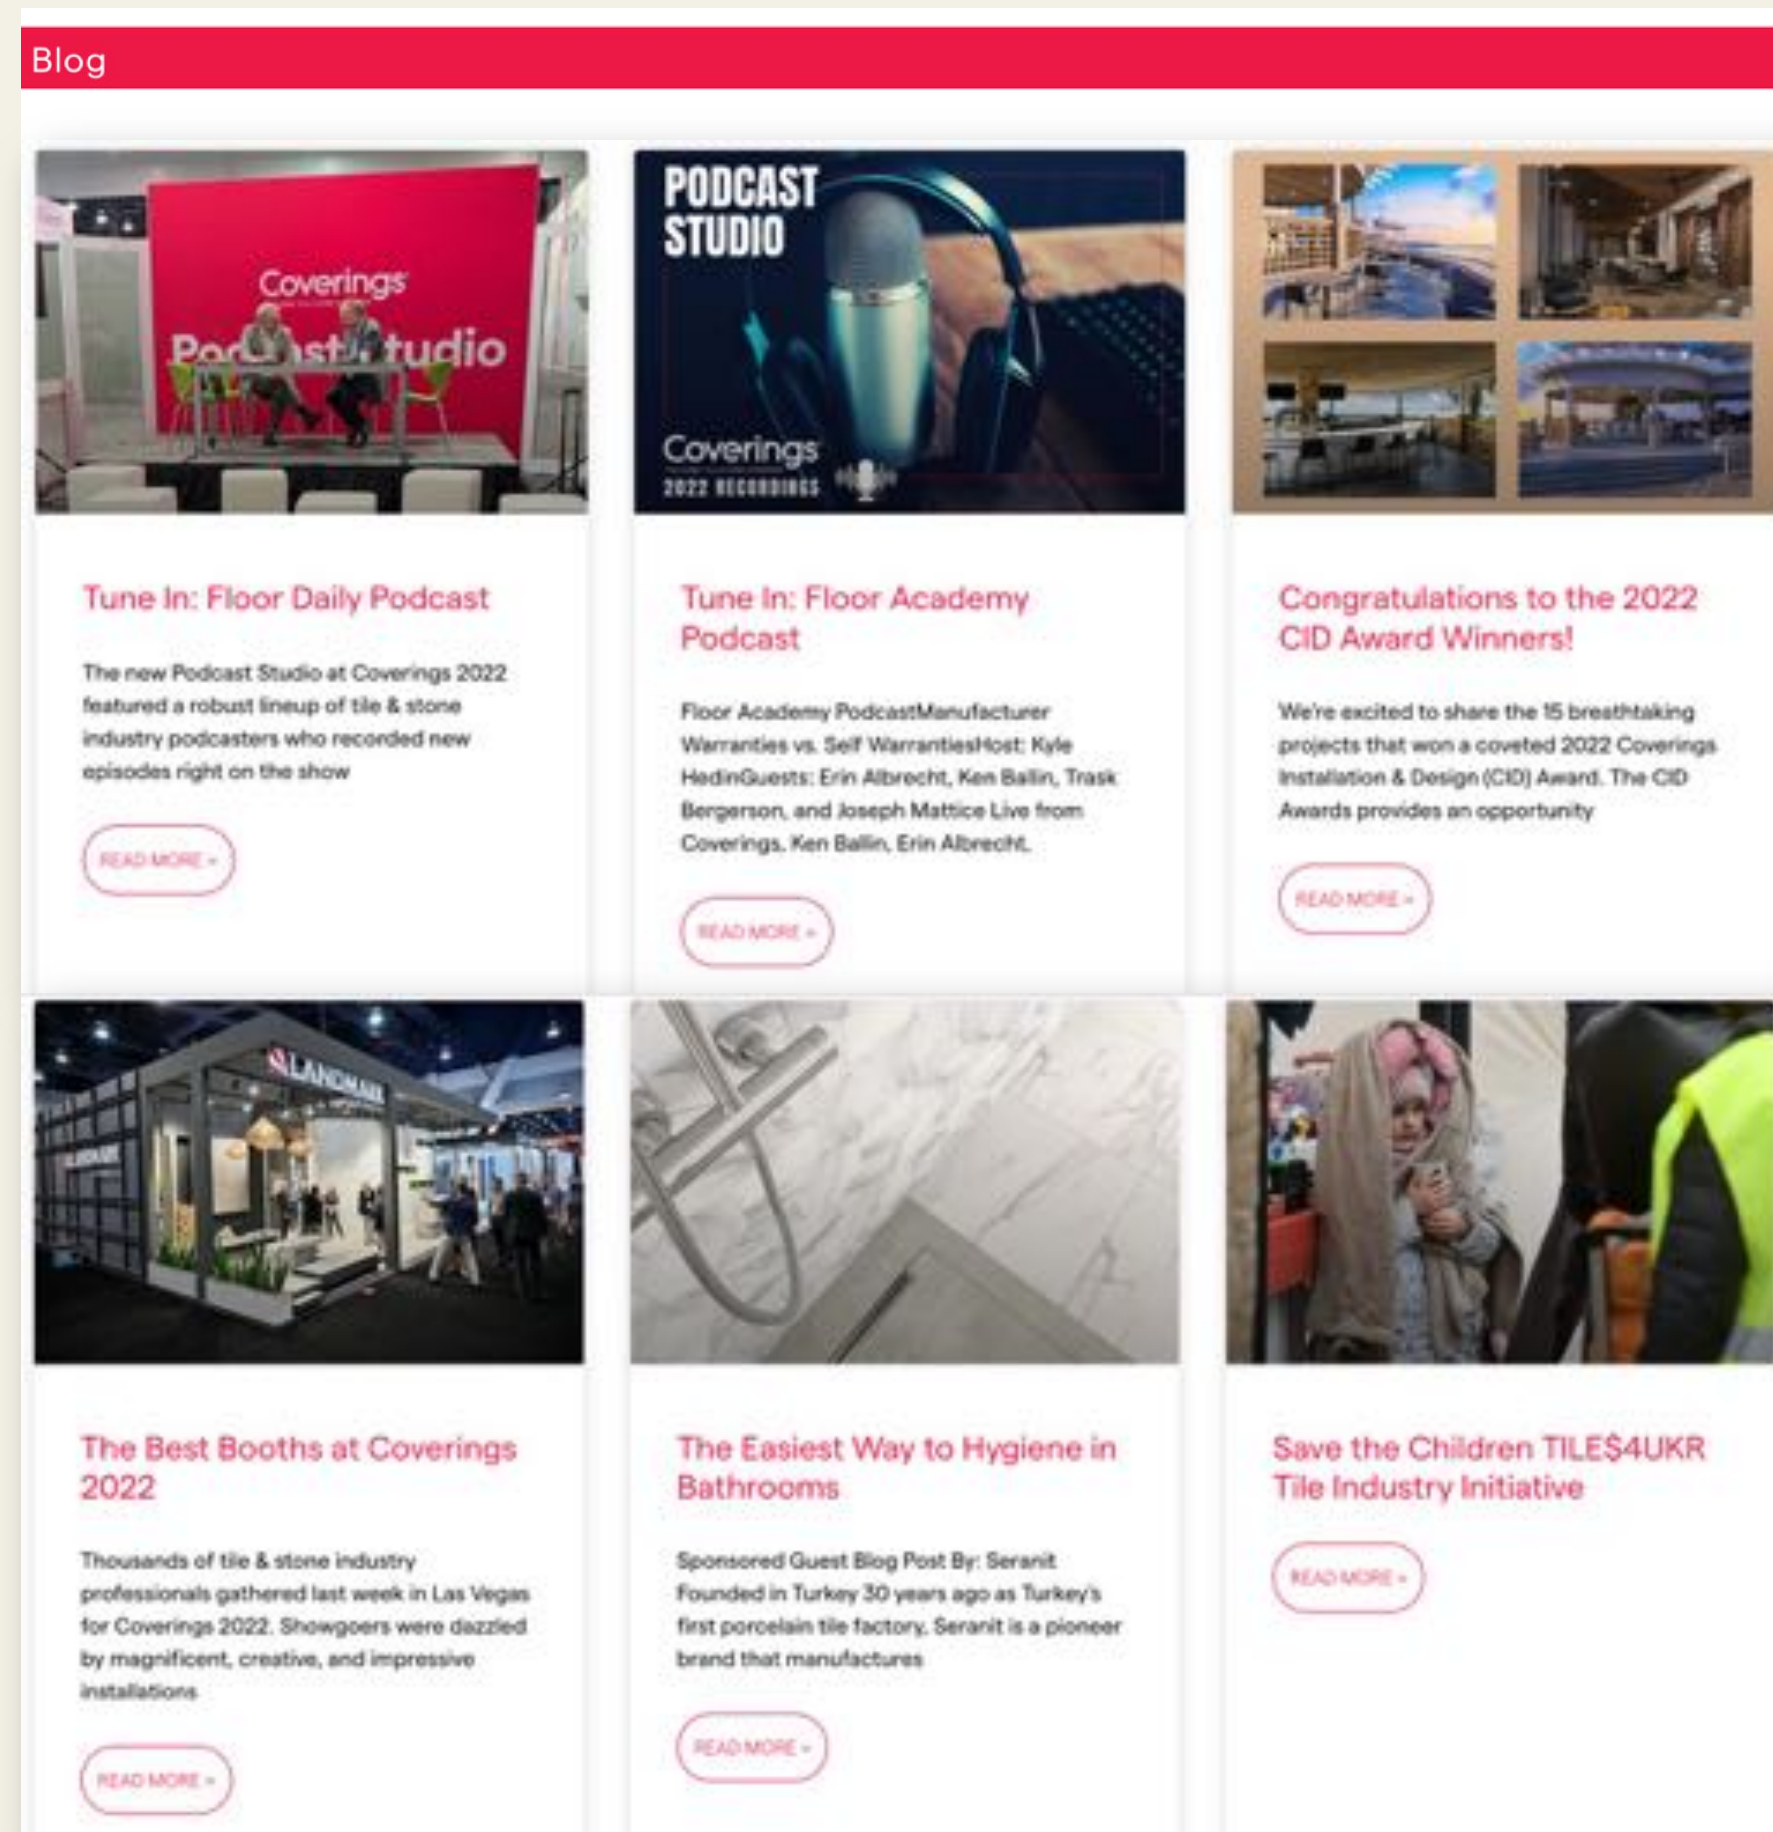 Blog
Coverings
Podcast Studio
PODCAST
STUDIO
Coverings
2022 RECORDINGS
Tune In: Floor Daily Podcast
The new Podcast Studio at Coverings 2022
featured a robust lineup of tile & stone
industry podcasters who recorded new
episodes right on the show
READ MORE »
Tune In: Floor Academy
Podcast
Floor Academy PodcastManufacturer
Warranties vs. Self WarrantiesHost: Kyle
HedinGuests: Erin Albrecht, Ken Ballin, Trask
Bergerson, and Joseph Mattice Live from
Coverings, Ken Ballin, Erin Albrecht,
READ MORE »
Congratulations to the 2022
CID Award Winners!
We're excited to share the 15 breathtaking
projects that won a coveted 2022 Coverings
Installation & Design (CID) Award. The CID
Awards provides an opportunity
READ MORE »
LANDMARK
LANDMARK
The Best Booths at Coverings
2022
Thousands of tile & stone industry
professionals gathered last week in Las Vegas
for Coverings 2022. Showgoers were dazzled
by magnificent, creative, and impressive
installations
READ MORE »
The Easiest Way to Hygiene in
Bathrooms
Sponsored Guest Blog Post By: Seranit
Founded in Turkey 30 years ago as Turkey's
first porcelain tile factory, Seranit is a pioneer
brand that manufactures
READ MORE »
Save the Children TILE$4UKR
Tile Industry Initiative
READ MORE »